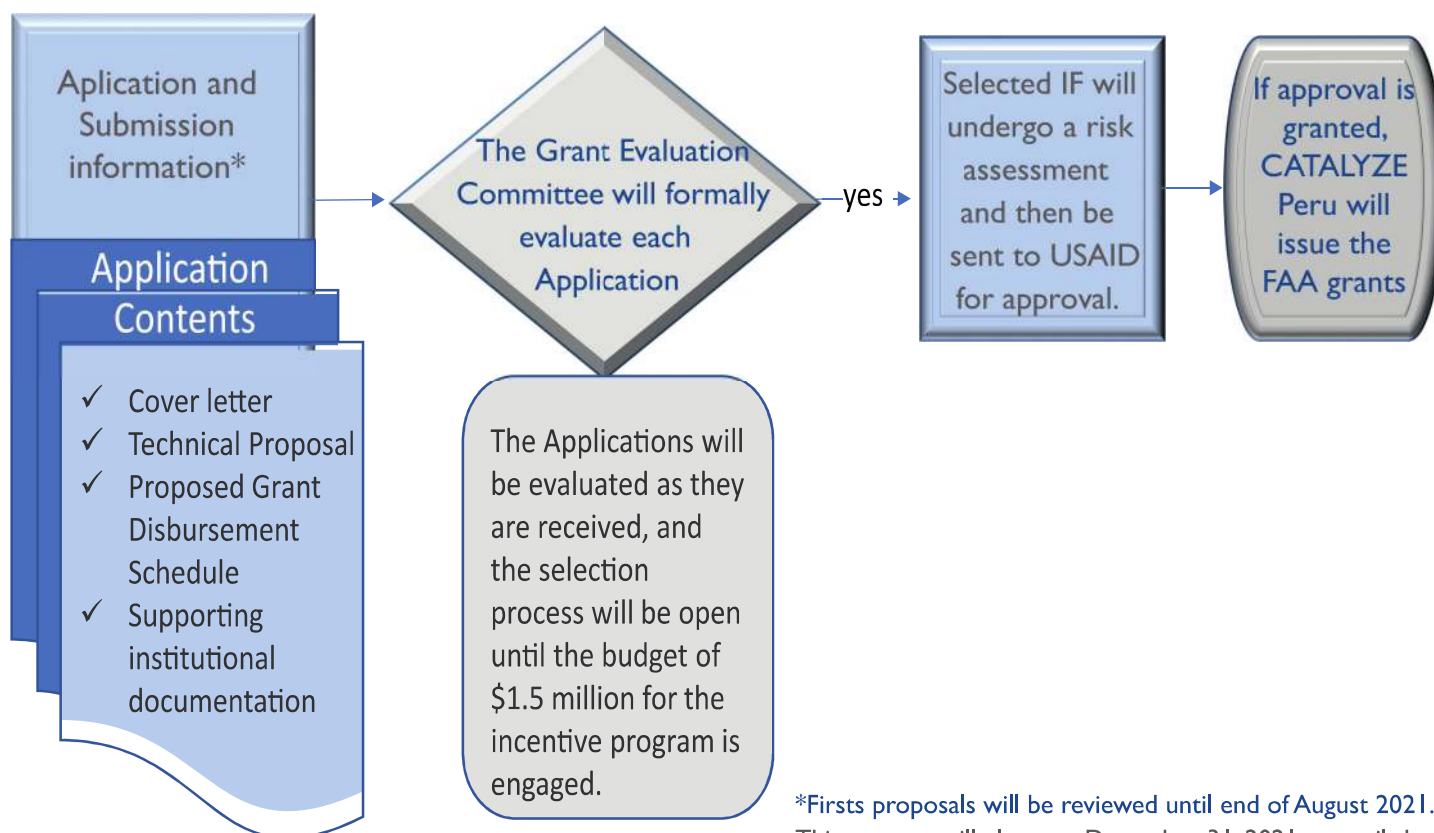 Aplication and
Submission
information*
Application
Contents
✓ Cover letter
✓ Technical Proposal
✓ Proposed Grant
Disbursement
Schedule
✓ Supporting
institutional
documentation
The Grant Evaluation
Committee will formally
evaluate each
Application
The Applications will
be evaluated as they
are received, and
the selection
process will be open
until the budget of
$1.5 million for the
incentive program is
engaged.
yes
Selected IF will
undergo a risk
assessment
and then be
sent to USAID
for approval.
If approval is
granted,
CATALYZE
Peru will
issue the
FAA grants
*Firsts proposals will be reviewed until end of August 2021.